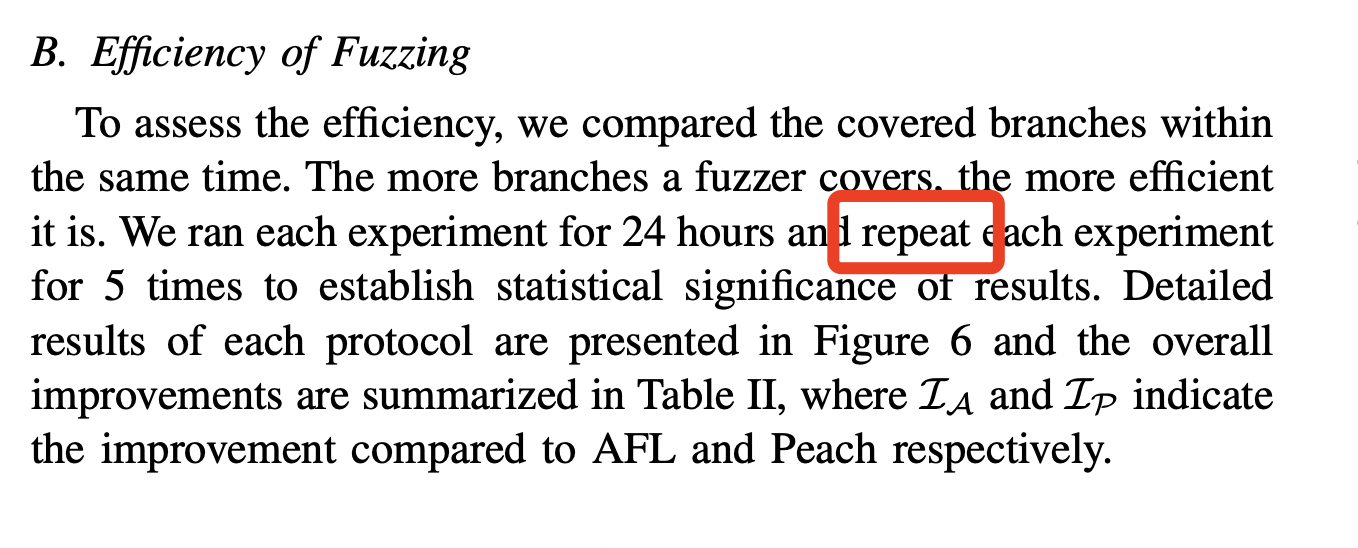 B. Efficiency of Fuzzing
To assess the efficiency, we compared the covered branches within
the same time. The more branches a fuzzer covers, the more efficient
it is. We ran each experiment for 24 hours and repeat each experiment
for 5 times to establish statistical significance of results. Detailed
results of each protocol are presented in Figure 6 and the overall
improvements are summarized in Table II, where 𝓘𝓐 and 𝓘𝓟 indicate
the improvement compared to AFL and Peach respectively.